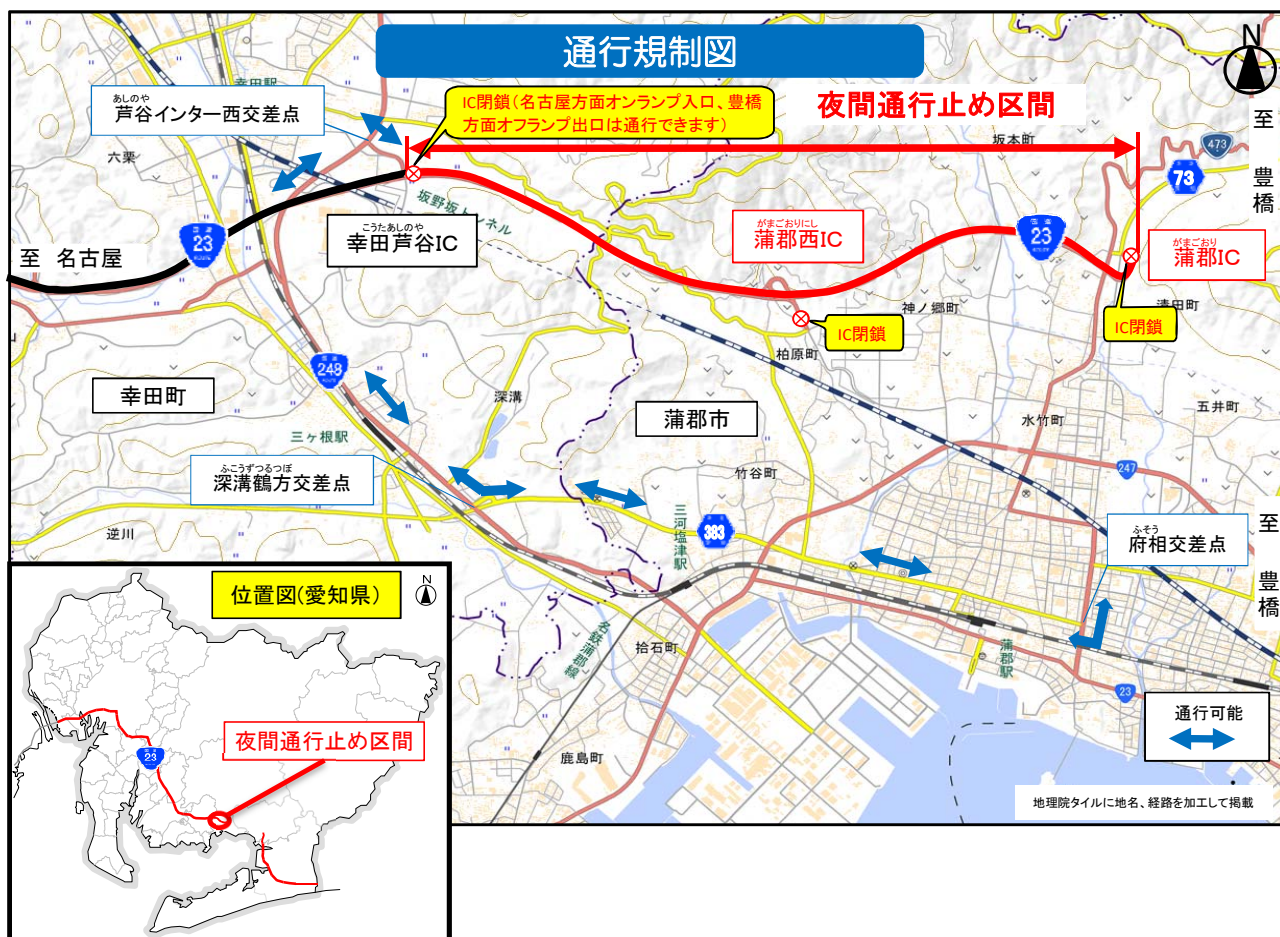 通行規制図
N
幸田駅
あしのや
芦谷インター西交差点
IC閉鎖(名古屋方面オンランプ入口、豊橋
方面オフランプ出口は通行できます)
夜間通行止め区間
坂本町
473
至
豊
橋
73
六栗
坂野坂トンネル
こうたあしのや
幸田芦谷IC
がまごおりにし
蒲郡西IC
国道
23
ROUTE
がまごおり
蒲郡IC
国道
23
ROUTE
至 名古屋
神ノ郷町
清田町
IC閉鎖
IC閉鎖
柏原町
国道
248
ROUTE
幸田町
深溝
蒲郡市
五井町
水竹町
三ヶ根駅
ふこうずつるつぼ
深溝鶴方交差点
竹谷町
247
三河塩津駅
383
ふそう
府相交差点
至
豊
橋
逆川
位置図(愛知県)
N
名鉄蒲郡線
拾石町
蒲郡駅
23
夜間通行止め区間
国道
23
通行可能
鹿島町
地理院タイルに地名、経路を加工して掲載